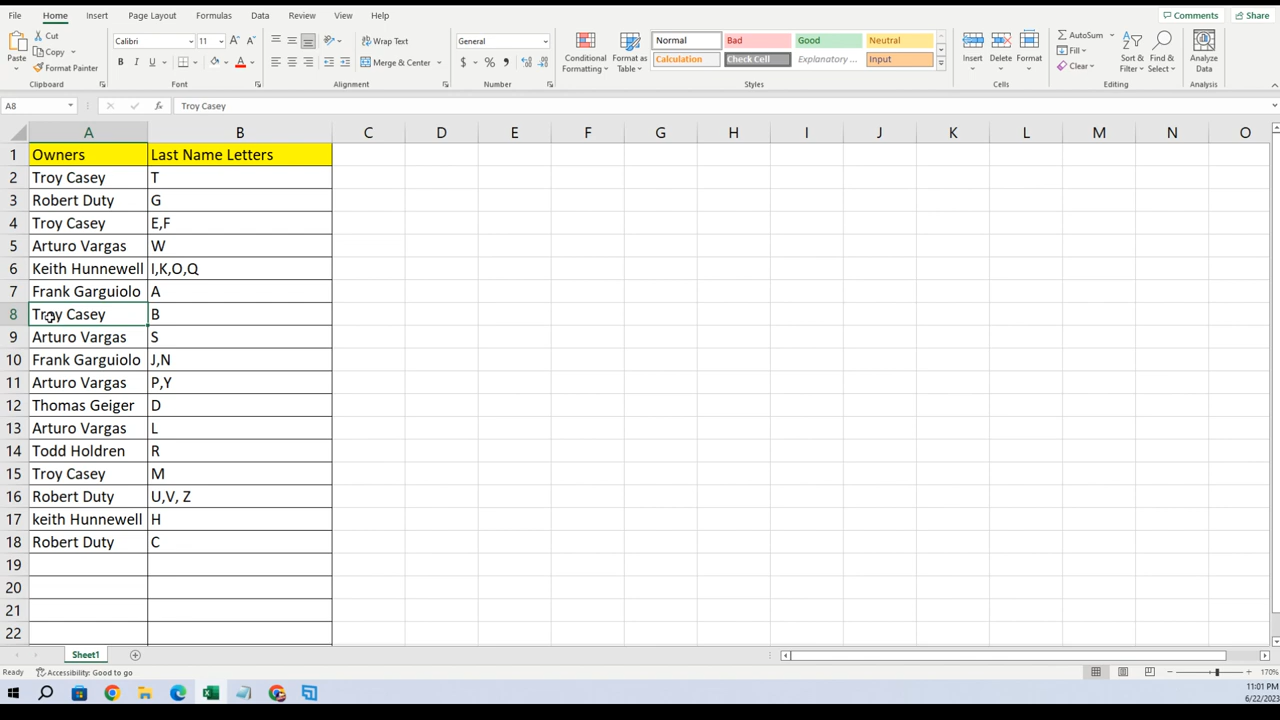 File Home Insert Page Layout Formulas Data Review View Help Comments Share
Paste Cut Copy Format Painter Clipboard
Calibri 11 A A B I U A Font
Wrap Text Merge & Center Alignment
General $ % , Number
Conditional Formatting Format as Table
Normal Bad Good Neutral
Calculation Check Cell Explanatory ... Input
Styles
Insert Delete Format Cells
AutoSum Fill Clear Sort & Filter Find & Select Editing
Analyze Data Analysis
A8 fx Troy Casey
A B C D E F G H I J K L M N O
1 Owners Last Name Letters
2 Troy Casey T
3 Robert Duty G
4 Troy Casey E,F
5 Arturo Vargas W
6 Keith Hunnewell I,K,O,Q
7 Frank Garguiolo A
8 Troy Casey B
9 Arturo Vargas S
10 Frank Garguiolo J,N
11 Arturo Vargas P,Y
12 Thomas Geiger D
13 Arturo Vargas L
14 Todd Holdren R
15 Troy Casey M
16 Robert Duty U,V, Z
17 keith Hunnewell H
18 Robert Duty C
19
20
21
22
Sheet1
Ready Accessibility: Good to go 170%
11:01 PM
6/22/2023